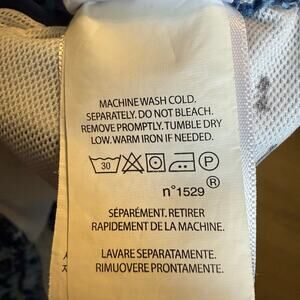 MACHINE WASH COLD.
SEPARATELY. DO NOT BLEACH.
REMOVE PROMPTLY. TUMBLE DRY
LOW. WARM IRON IF NEEDED.
30 P ®
n°1529
SÉPARÉMENT. RETIRER
RAPIDEMENT DE LA MACHINE.
LAVARE SEPARATAMENTE.
RIMUOVERE PRONTAMENTE.